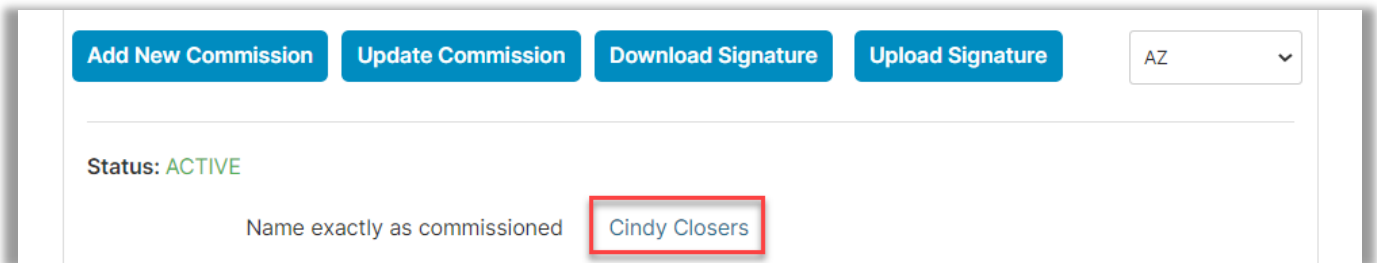 Add New Commission Update Commission Download Signature Upload Signature AZ
Status: ACTIVE
Name exactly as commissioned Cindy Closers